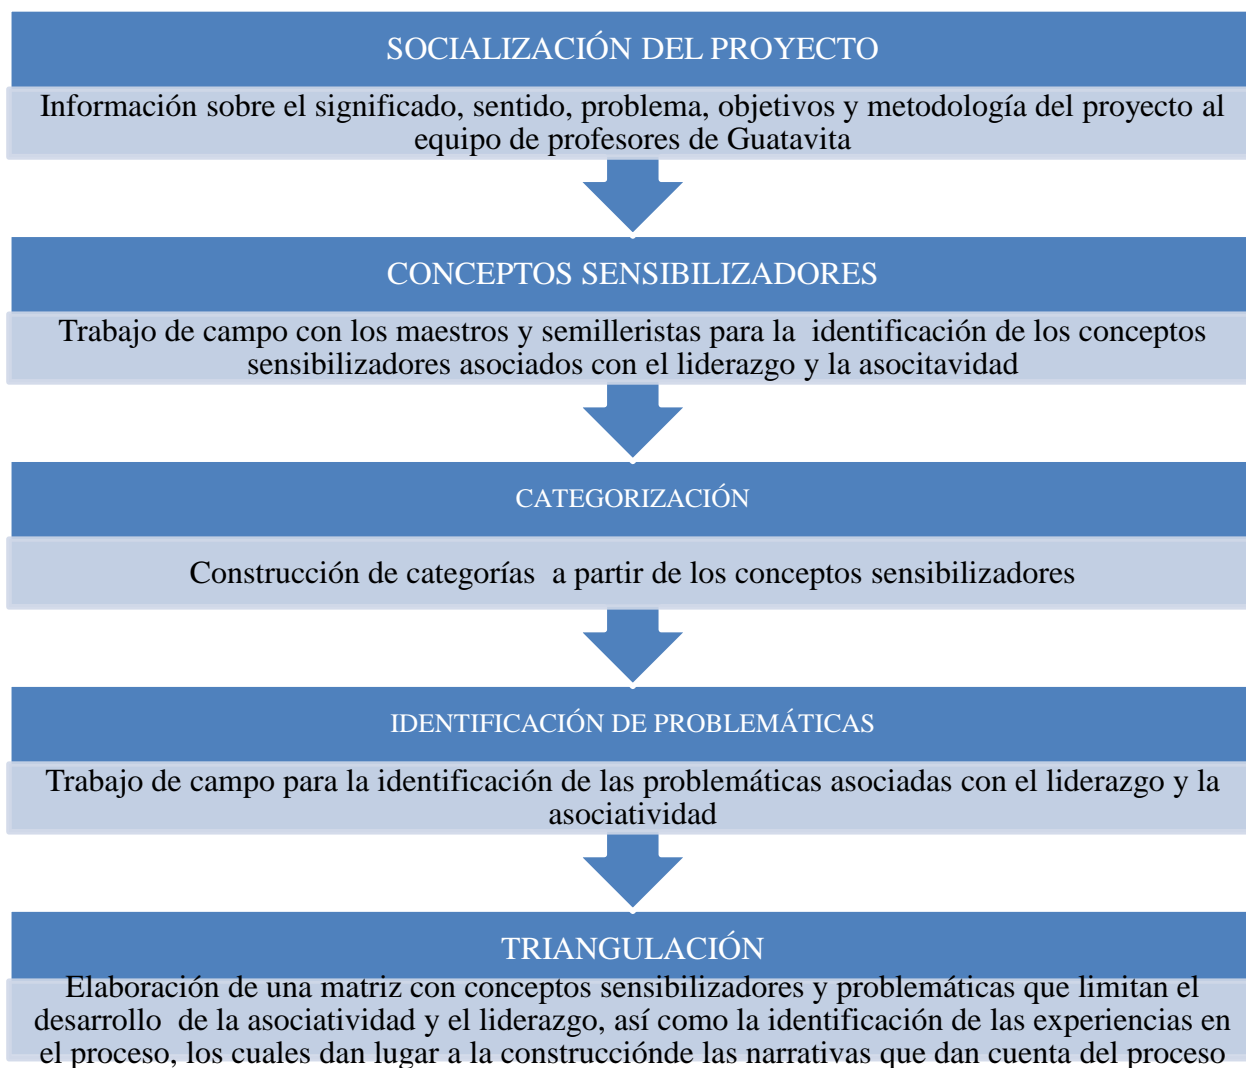 SOCIALIZACIÓN DEL PROYECTO
Información sobre el significado, sentido, problema, objetivos y metodología del proyecto al
equipo de profesores de Guatavita
CONCEPTOS SENSIBILIZADORES
Trabajo de campo con los maestros y semilleristas para la  identificación de los conceptos
sensibilizadores asociados con el liderazgo y la asocitavidad
CATEGORIZACIÓN
Construcción de categorías  a partir de los conceptos sensibilizadores
IDENTIFICACIÓN DE PROBLEMÁTICAS
Trabajo de campo para la identificación de las problemáticas asociadas con el liderazgo y la
asociatividad
TRIANGULACIÓN
Elaboración de una matriz con conceptos sensibilizadores y problemáticas que limitan el
desarrollo  de la asociatividad y el liderazgo, así como la identificación de las experiencias en
el proceso, los cuales dan lugar a la construcciónde las narrativas que dan cuenta del proceso